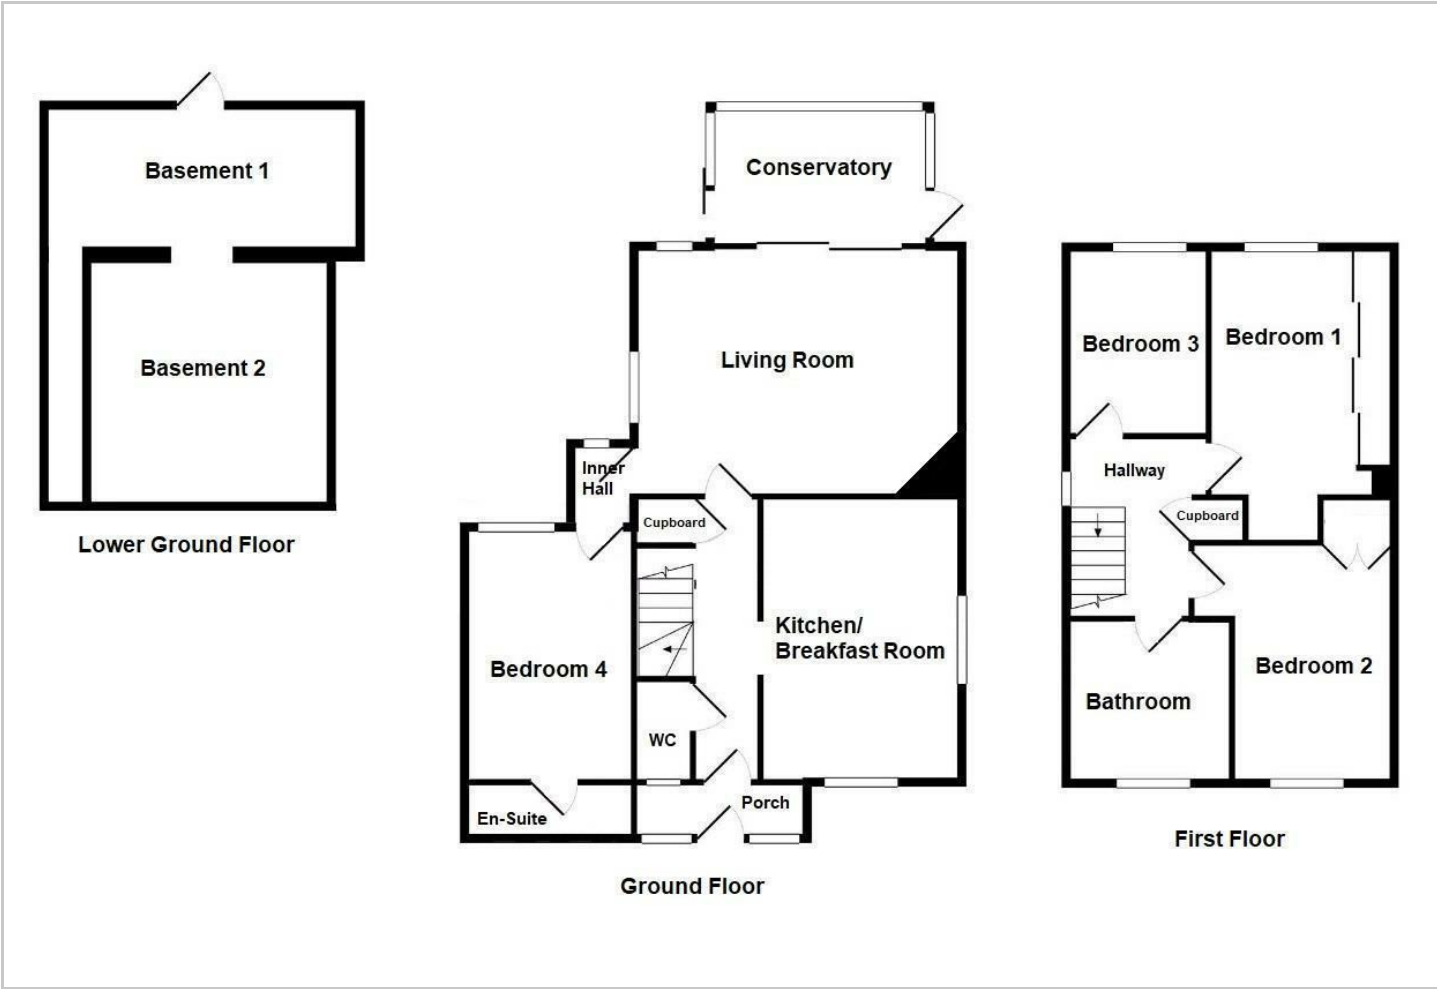 Basement 1
Basement 2
Lower Ground Floor
Conservatory
Living Room
Inner
Hall
Cupboard
Kitchen/
Breakfast Room
Bedroom 4
WC
Porch
En-Suite
Ground Floor
Bedroom 3
Bedroom 1
Hallway
Cupboard
Bedroom 2
Bathroom
First Floor